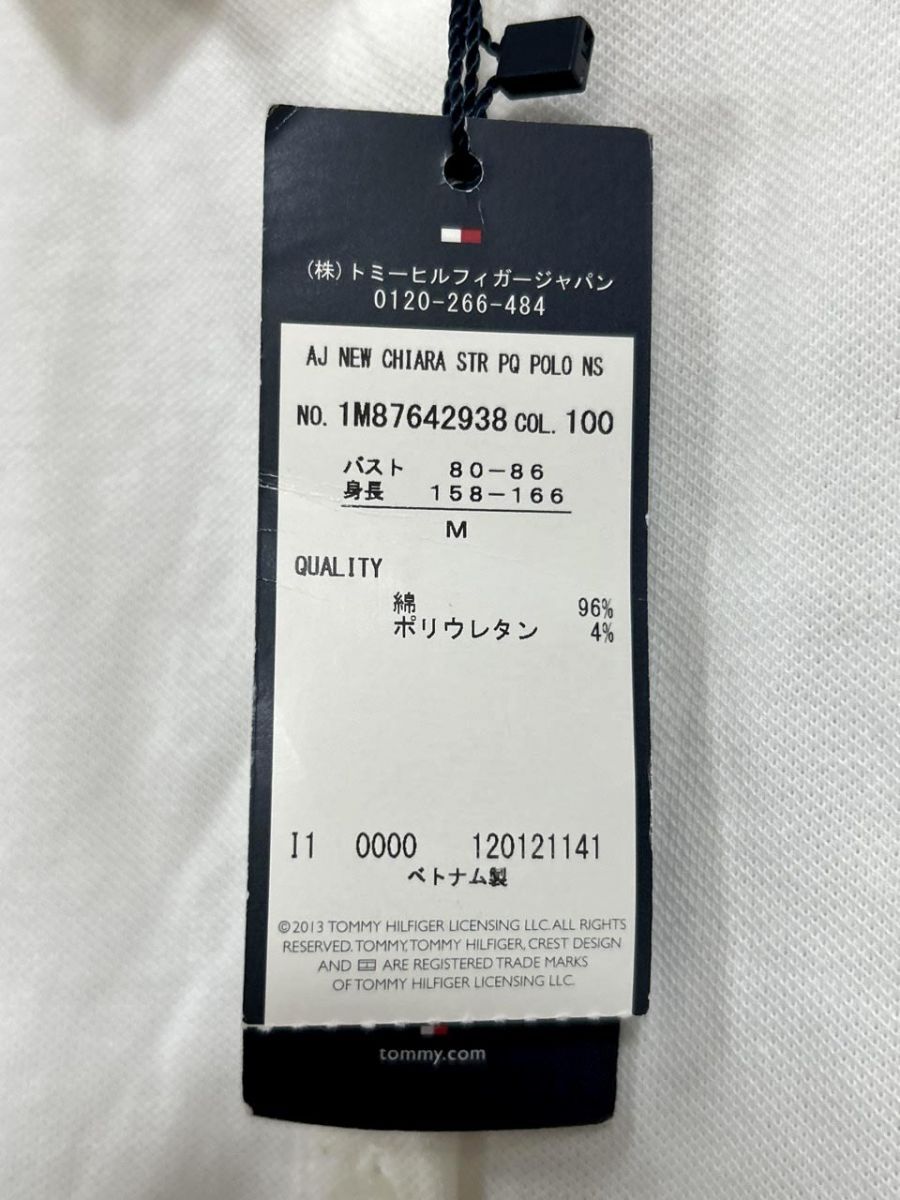 (株)トミーヒルフィガージャパン
0120-266-484
AJ NEW CHIARA STR PQ POLO NS
NO. 1M87642938 COL. 100
バスト 80-86
身長 158-166
M
QUALITY
綿 96%
ポリウレタン 4%
I1 0000 120121141
ベトナム製
©2013 TOMMY HILFIGER LICENSING LLC. ALL RIGHTS
RESERVED. TOMMY, TOMMY HILFIGER, CREST DESIGN
AND ARE REGISTERED TRADE MARKS
OF TOMMY HILFIGER LICENSING LLC.
tommy.com